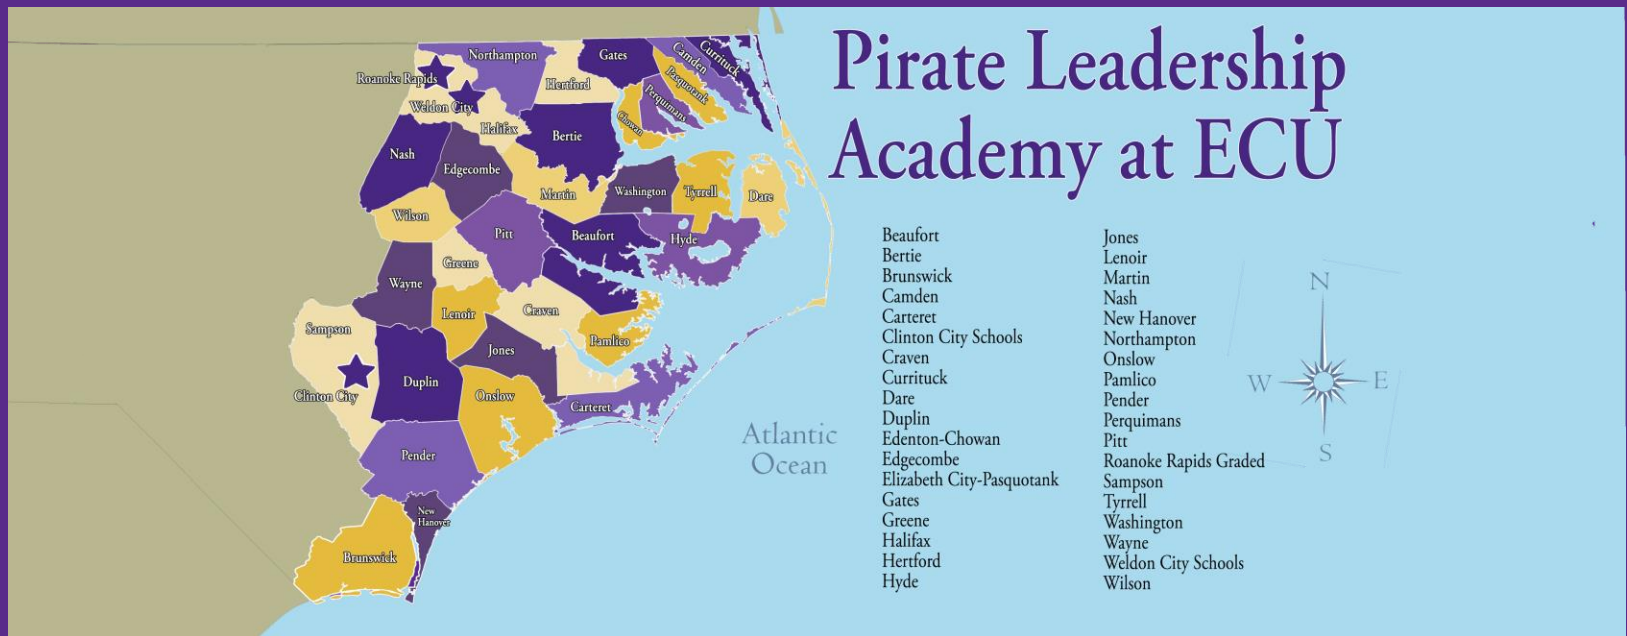 Pirate Leadership
Academy at ECU
Northampton
Gates
Camden
Currituck
Roanoke Rapids
Hertford
Pasquotank
Perquimans
Weldon City
Chowan
Halifax
Bertie
Nash
Edgecombe
Martin
Washington
Tyrrell
Dare
Wilson
Pitt
Beaufort
Hyde
Greene
Wayne
Lenoir
Craven
Sampson
Pamlico
Jones
Duplin
Clinton City
Onslow
Carteret
Pender
New
Hanover
Brunswick
Atlantic
Ocean
Beaufort
Bertie
Brunswick
Camden
Carteret
Clinton City Schools
Craven
Currituck
Dare
Duplin
Edenton-Chowan
Edgecombe
Elizabeth City-Pasquotank
Gates
Greene
Halifax
Hertford
Hyde
Jones
Lenoir
Martin
Nash
New Hanover
Northampton
Onslow
Pamlico
Pender
Perquimans
Pitt
Roanoke Rapids Graded
Sampson
Tyrrell
Washington
Wayne
Weldon City Schools
Wilson
N
W
E
S